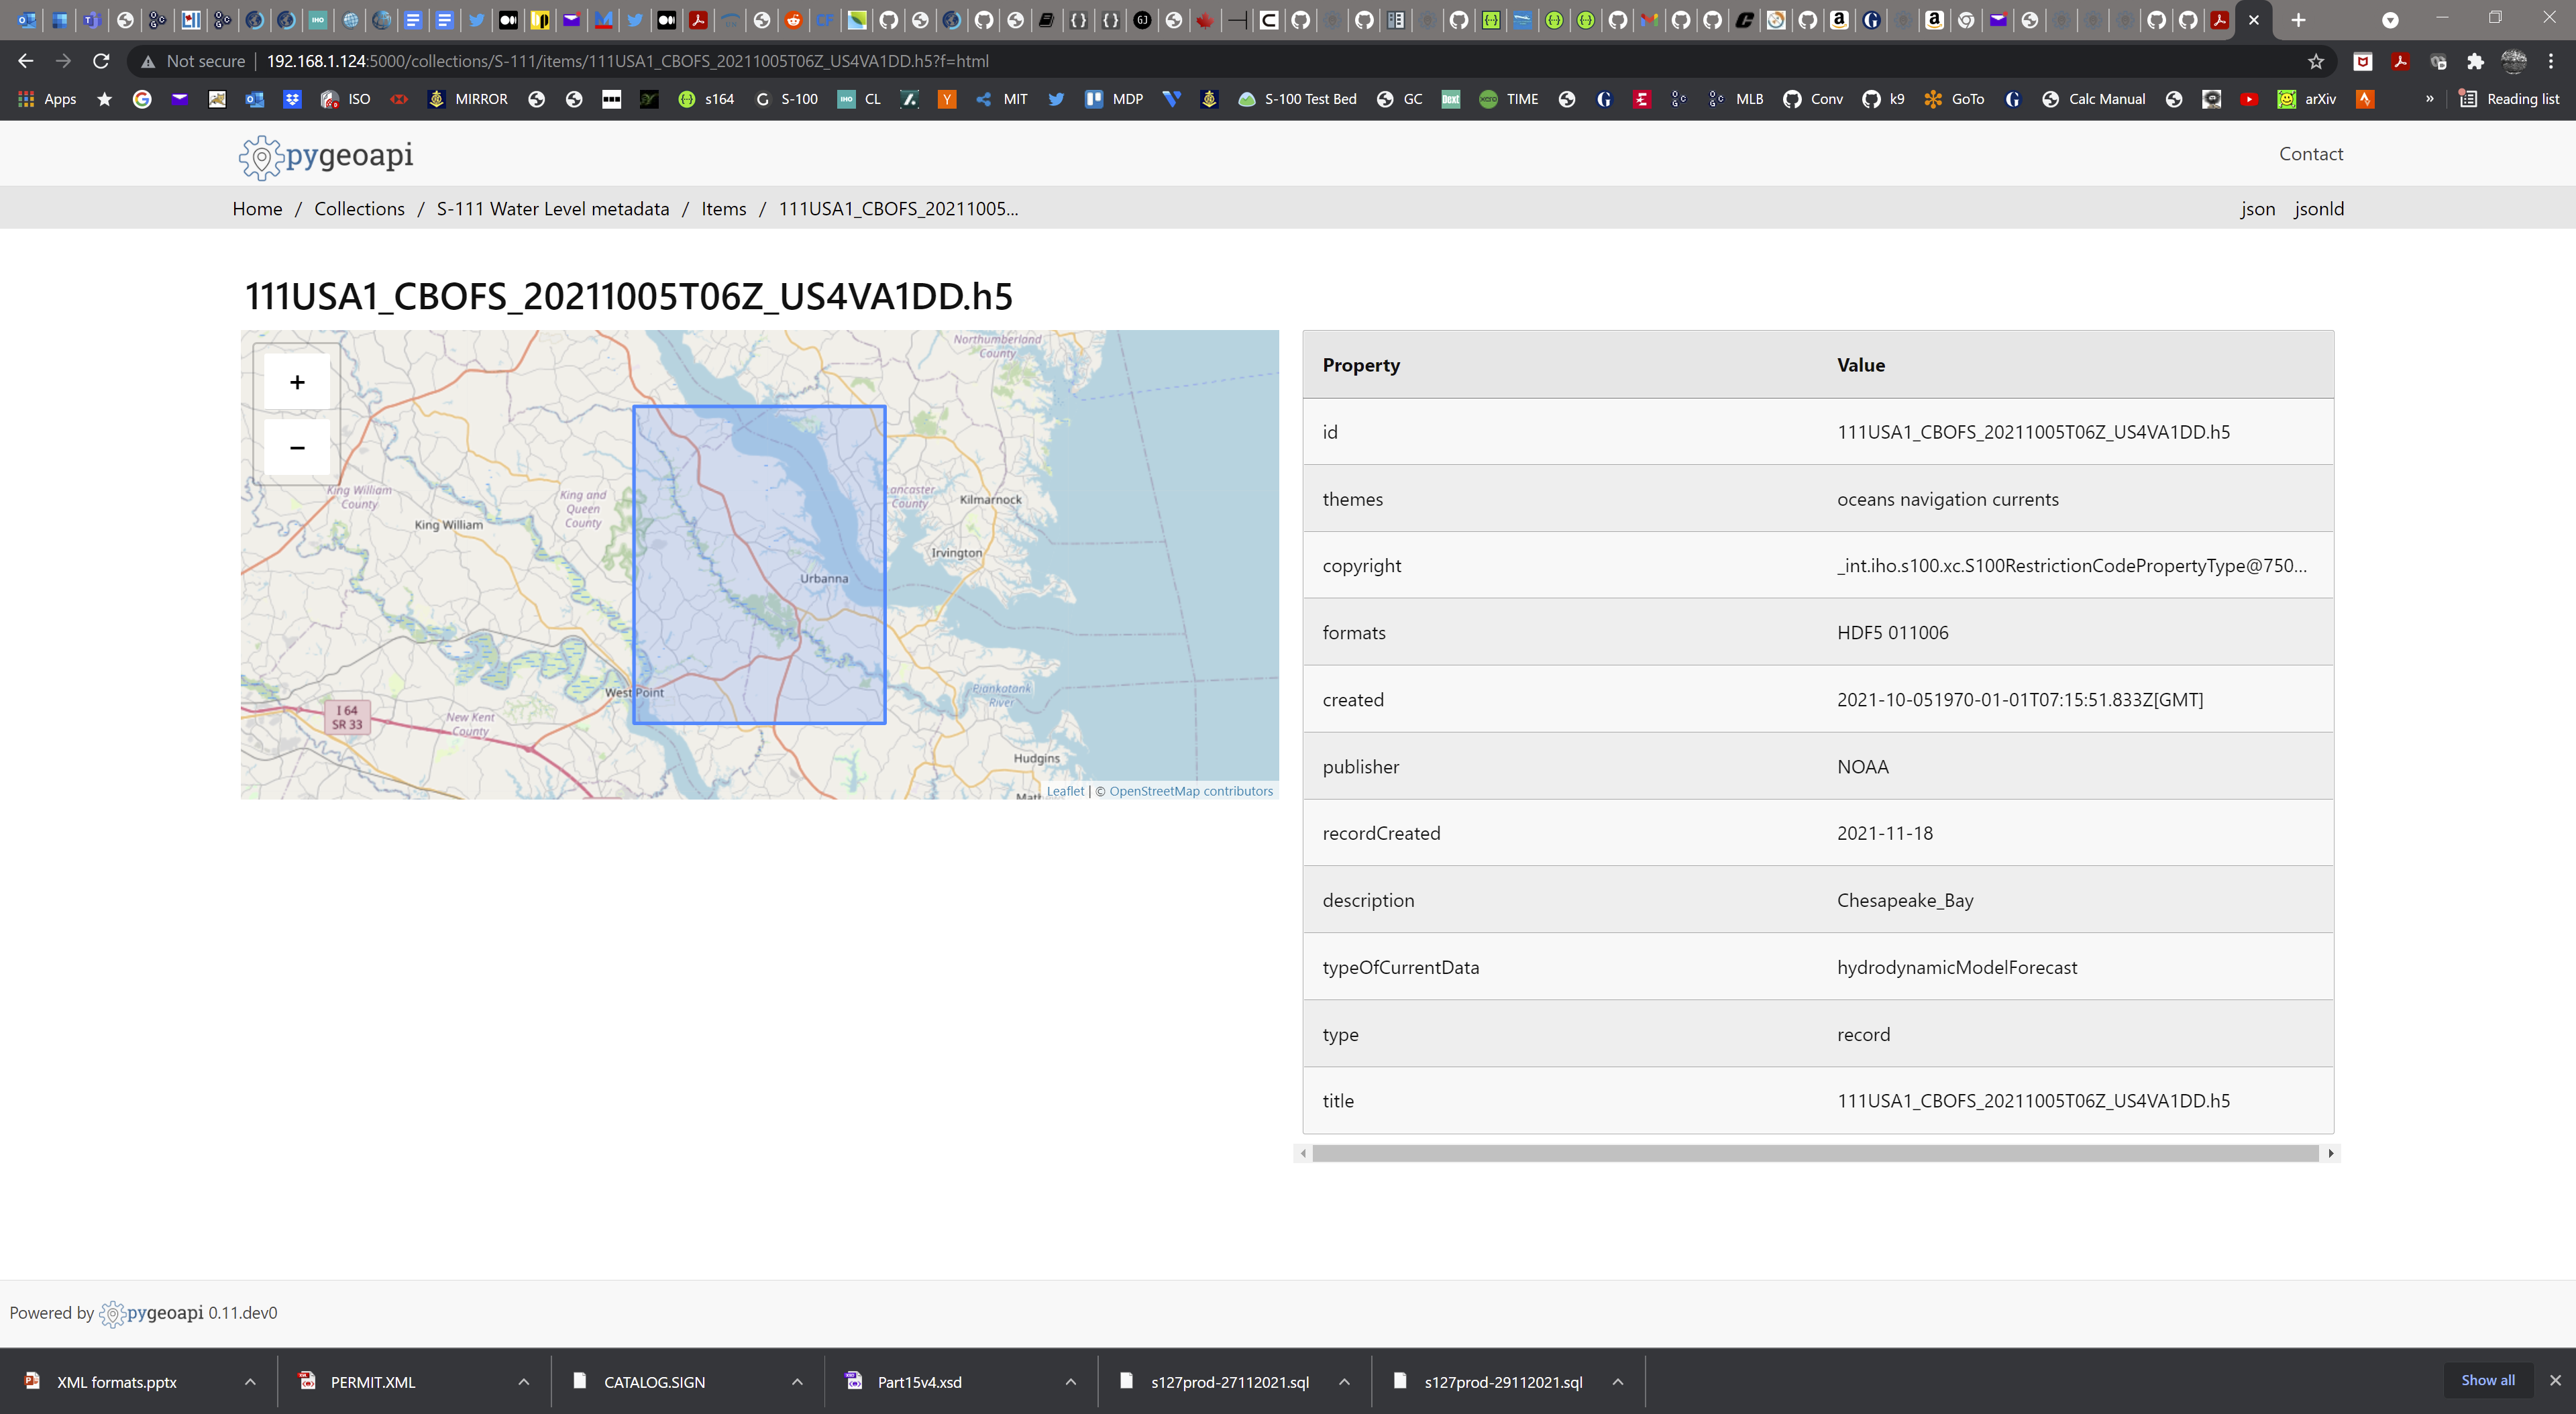 Not secure | 192.168.1.124:5000/collections/S-111/items/111USA1_CBOFS_20211005T06Z_US4VA1DD.h5?f=html
Apps ISO MIRROR s164 S-100 IHO CL MIT MDP S-100 Test Bed GC TIME MLB Conv k9 GoTo Calc Manual arXiv » Reading list
pygeoapi
Contact
Home / Collections / S-111 Water Level metadata / Items / 111USA1_CBOFS_20211005...
json jsonld
111USA1_CBOFS_20211005T06Z_US4VA1DD.h5
+
−
Northumberland
County
King William
County
King and
Queen
County
Lancaster
County
Kilmarnock
King William
Irvington
Urbanna
West Point
Piankatank
River
I 64
SR 33
New Kent
County
Hudgins
Leaflet | © OpenStreetMap contributors
Property Value
id 111USA1_CBOFS_20211005T06Z_US4VA1DD.h5
themes oceans navigation currents
copyright _int.iho.s100.xc.S100RestrictionCodePropertyType@750...
formats HDF5 011006
created 2021-10-051970-01-01T07:15:51.833Z[GMT]
publisher NOAA
recordCreated 2021-11-18
description Chesapeake_Bay
typeOfCurrentData hydrodynamicModelForecast
type record
title 111USA1_CBOFS_20211005T06Z_US4VA1DD.h5
Powered by pygeoapi 0.11.dev0
XML formats.pptx PERMIT.XML CATALOG.SIGN Part15v4.xsd s127prod-27112021.sql s127prod-29112021.sql Show all